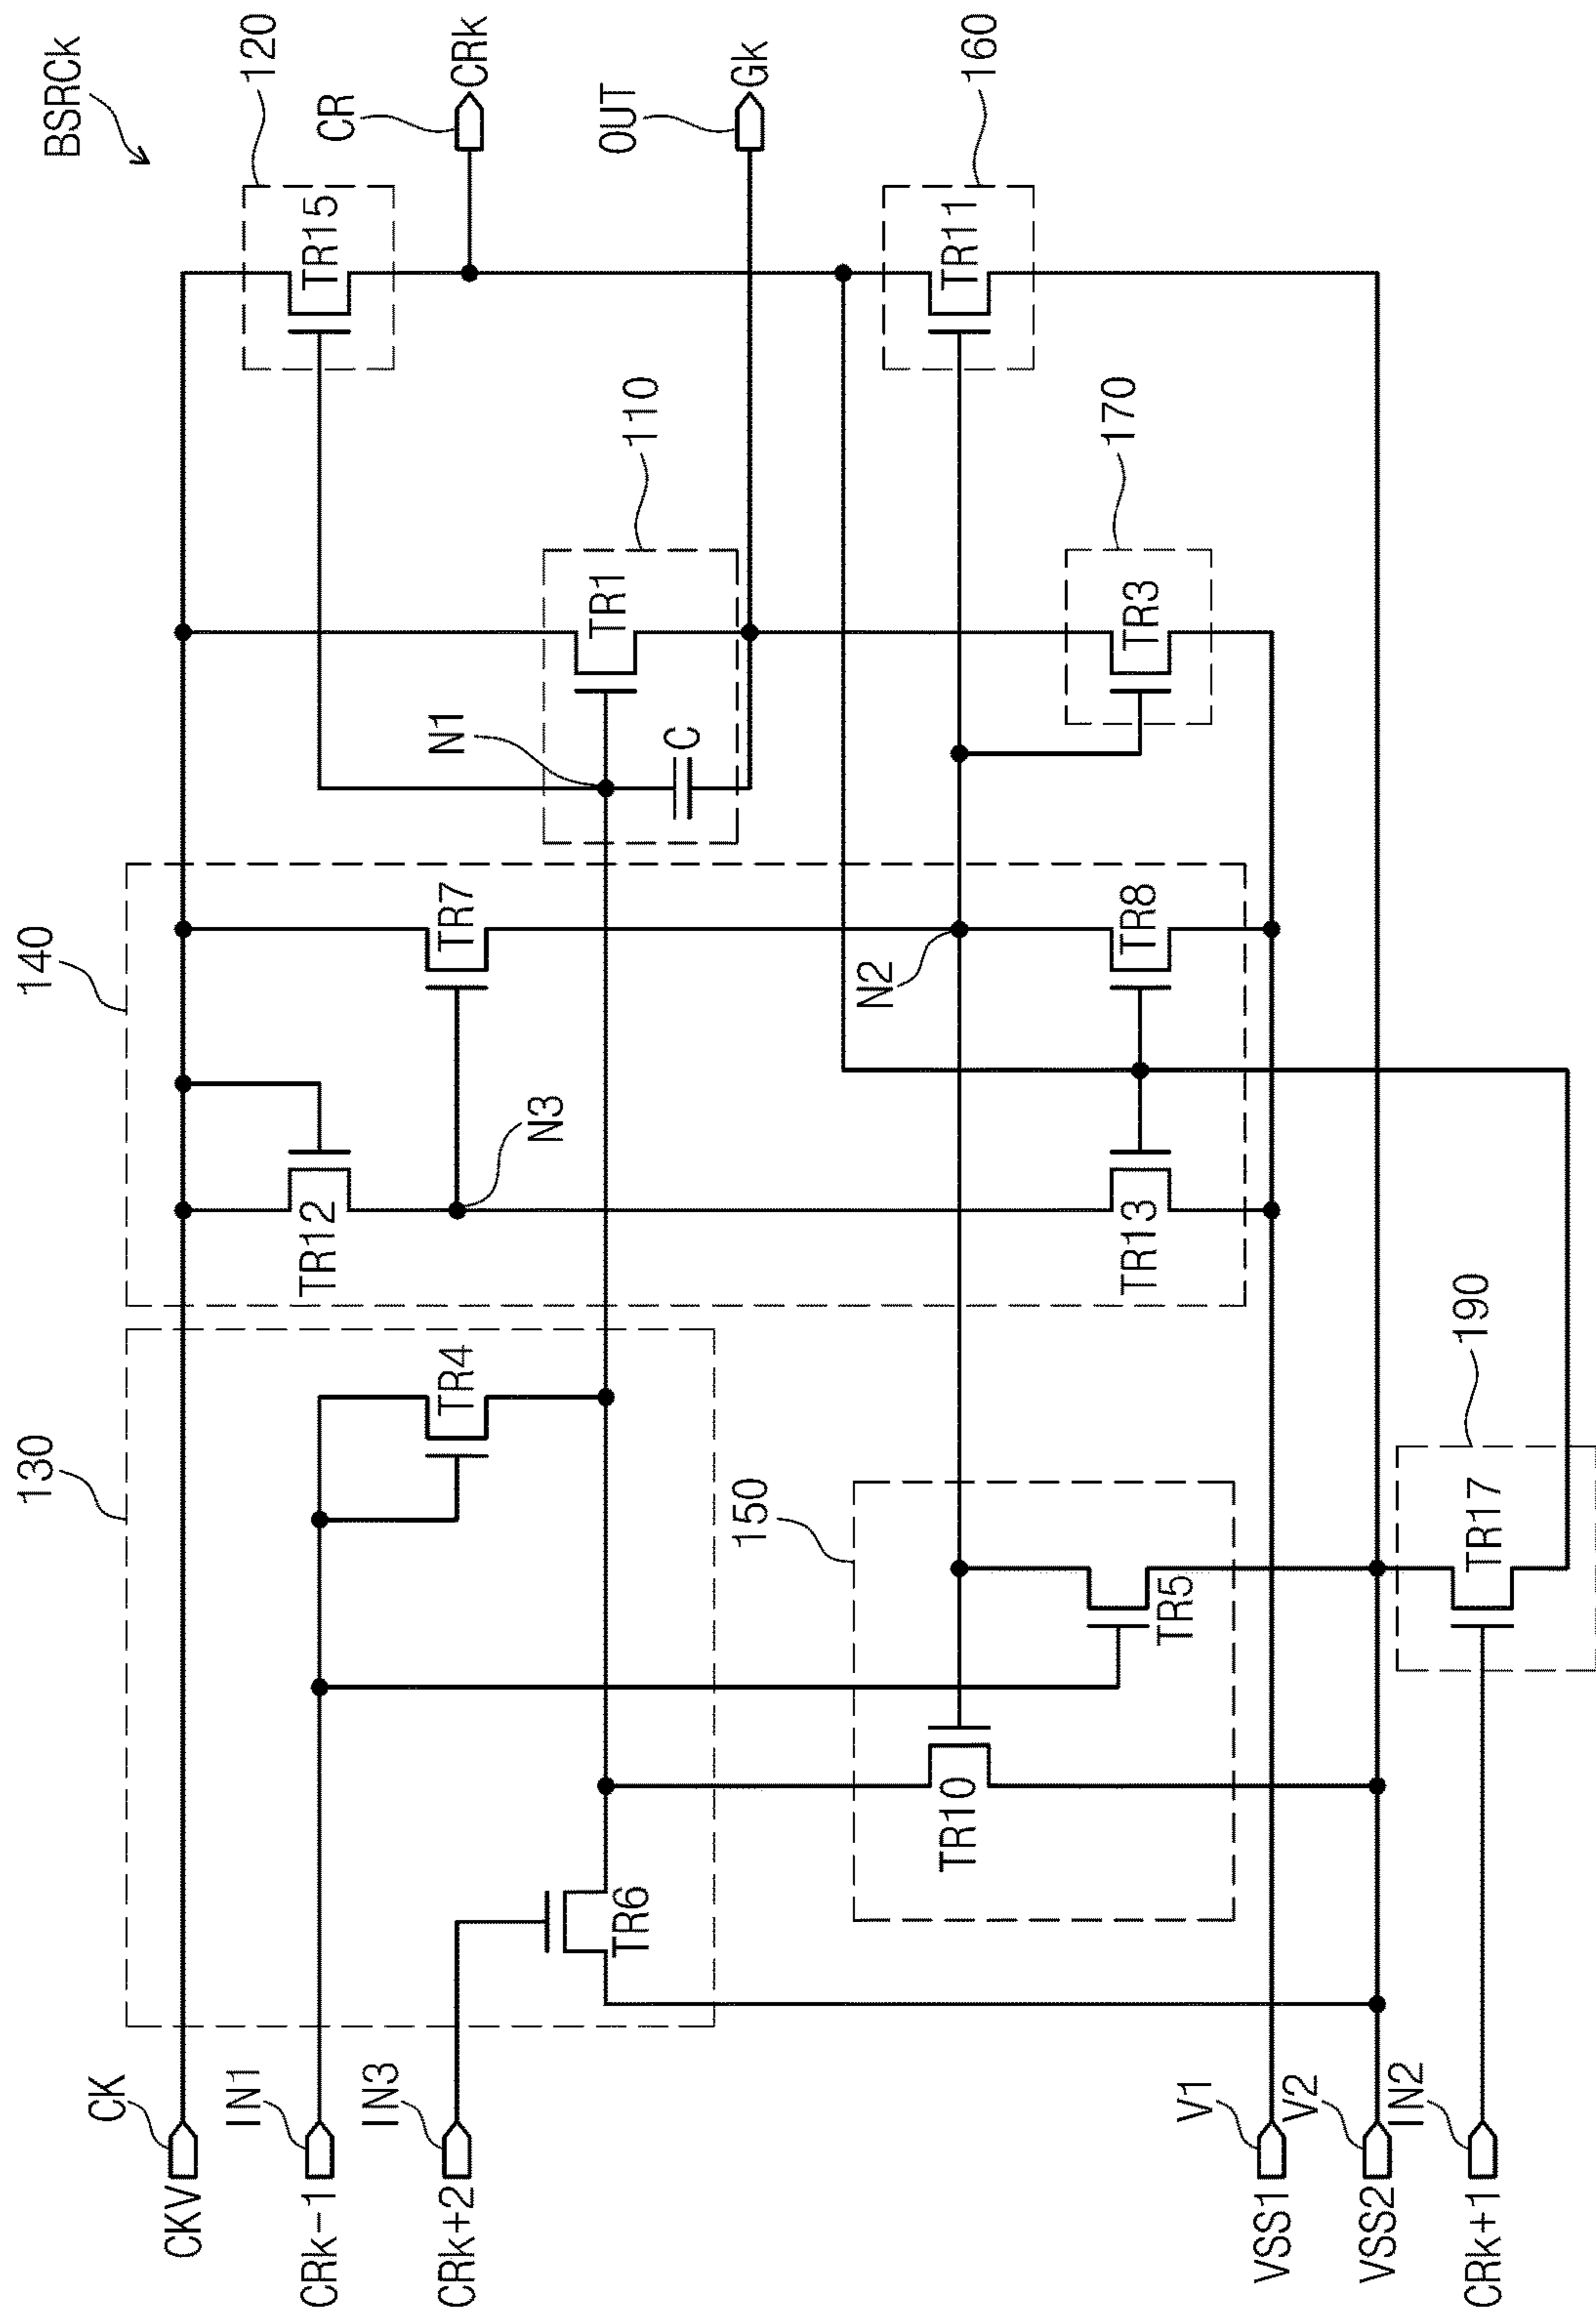 BSRCk
120
CR
CRk
OUT
Gk
160
TR15
TR11
110
170
TR1
TR3
N1
C
140
TR7
N2
TR8
N3
TR12
TR13
190
130
TR4
150
TR17
TR5
TR10
TR6
CK
CKV
IN1
CRk-1
IN3
CRk+2
V1
VSS1
V2
VSS2
IN2
CRk+1